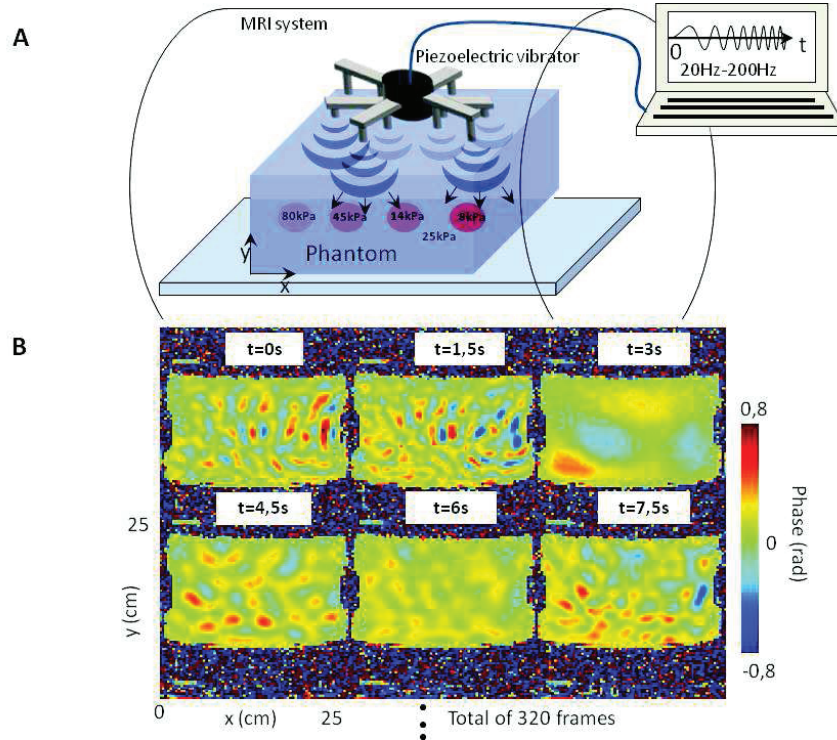 A
MRI system
Piezoelectric vibrator
0
t
20Hz-200Hz
80kPa
45kPa
14kPa
9kPa
25kPa
y
Phantom
x
B
t=0s
t=1,5s
t=3s
0,8
t=4,5s
t=6s
t=7,5s
25
0
Phase (rad)
y (cm)
-0,8
0
x (cm)
25
Total of 320 frames